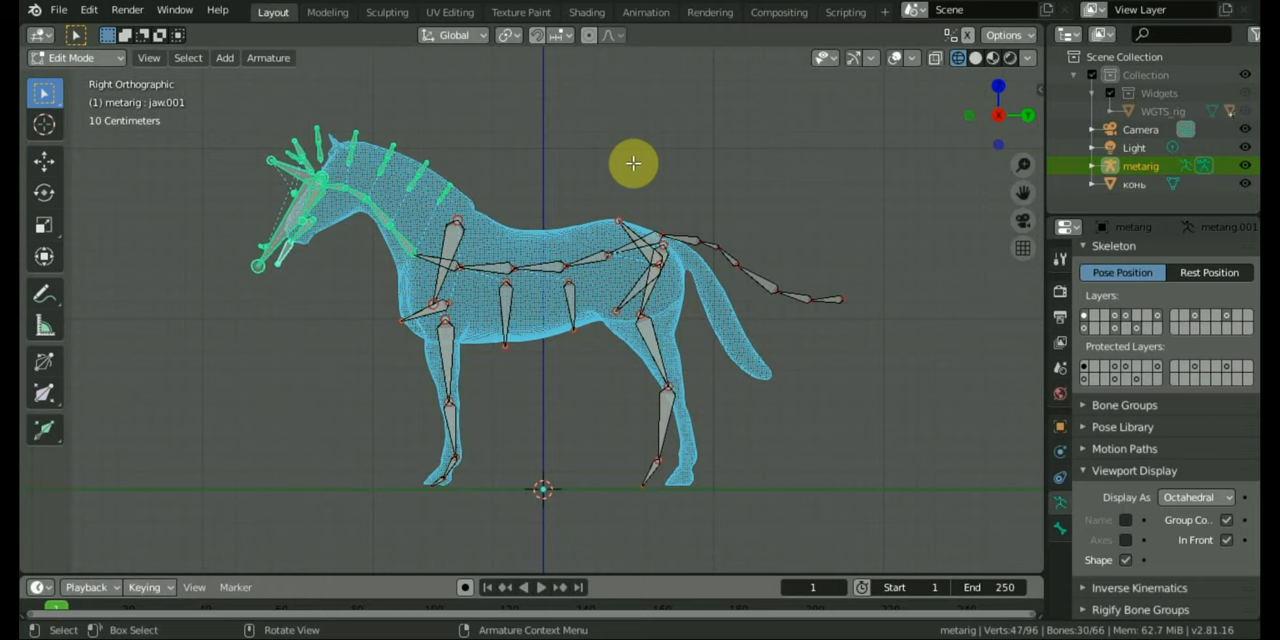 File Edit Render Window Help Layout Modeling Sculpting UV Editing Texture Paint Shading Animation Rendering Compositing Scripting + Scene View Layer
Global Options
Edit Mode View Select Add Armature
Right Orthographic
(1) metarig : jaw.001
10 Centimeters
Z
X
Y
Scene Collection
Collection
Widgets
WGTS_rig
Camera
Light
metarig
конь
metarig metarig.001
Skeleton
Pose Position Rest Position
Layers:
Protected Layers:
Bone Groups
Pose Library
Motion Paths
Viewport Display
Display As Octahedral
Name Group Co..
Axes In Front
Shape
Inverse Kinematics
Rigify Bone Groups
Playback Keying View Marker 1 Start 1 End 250
1
Select Box Select Rotate View Armature Context Menu metarig | Verts:47/96 | Bones:30/66 | Mem: 62.7 MiB | v2.81.16